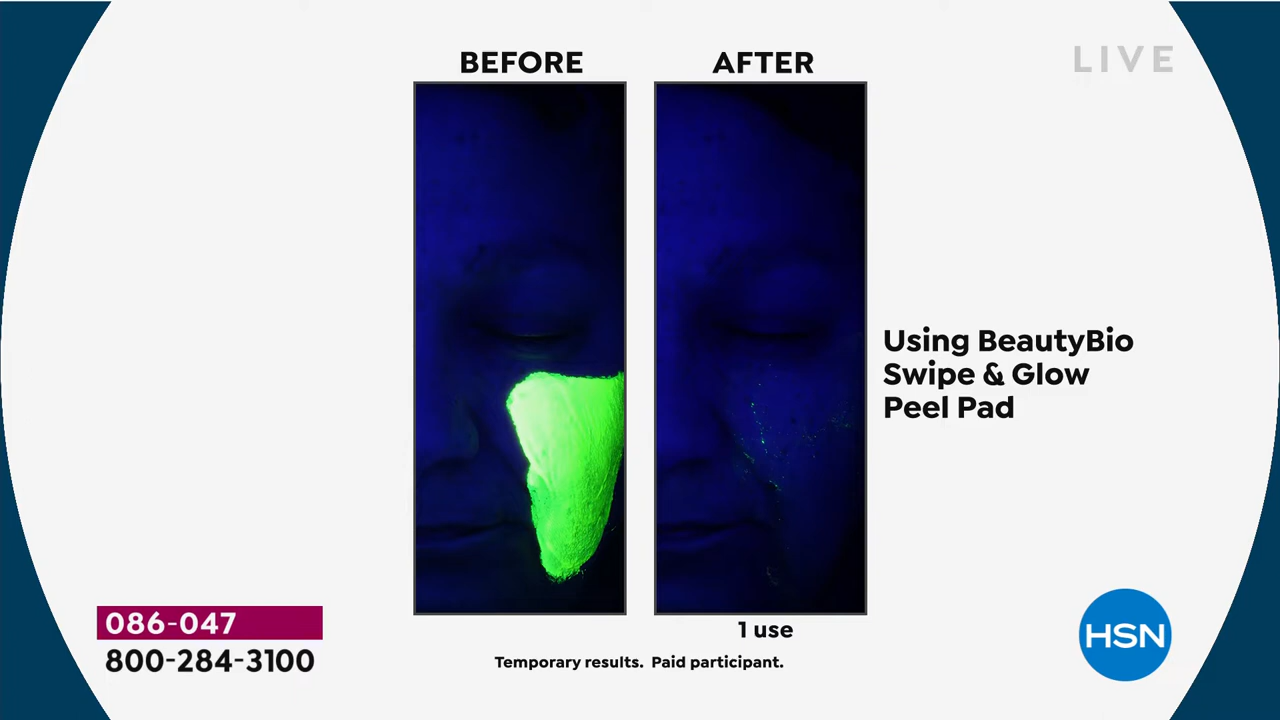 BEFORE
AFTER
LIVE
Using BeautyBio
Swipe & Glow
Peel Pad
1 use
Temporary results. Paid participant.
086-047
800-284-3100
HSN